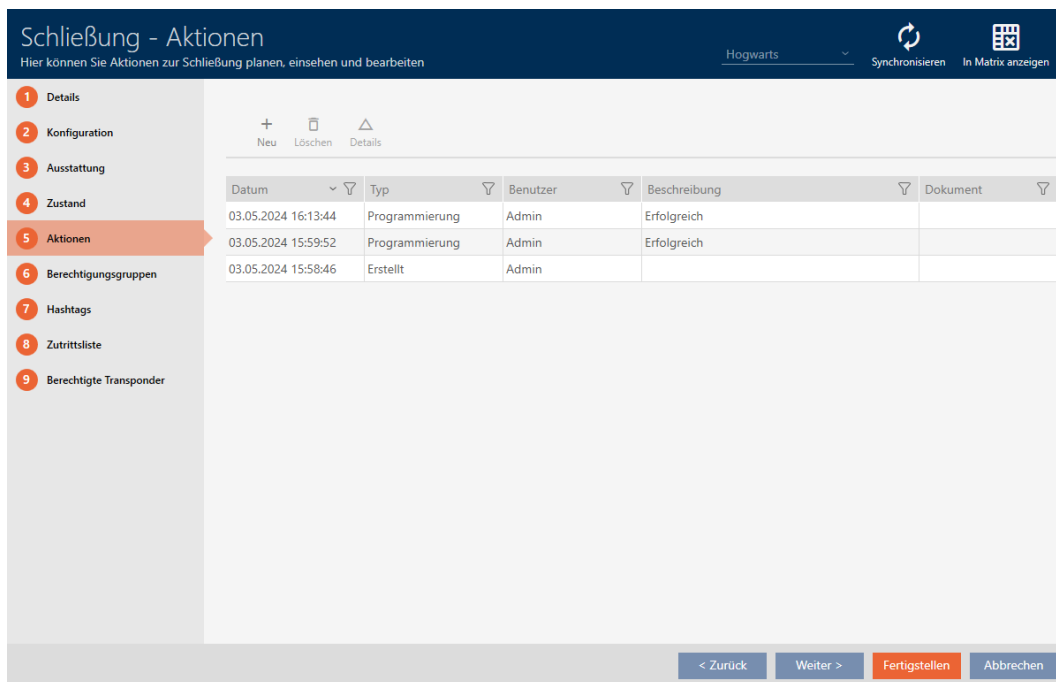 Schließung - Aktionen
Hier können Sie Aktionen zur Schließung planen, einsehen und bearbeiten
Hogwarts
Synchronisieren
In Matrix anzeigen
1 Details
2 Konfiguration
3 Ausstattung
4 Zustand
5 Aktionen
6 Berechtigungsgruppen
7 Hashtags
8 Zutrittsliste
9 Berechtigte Transponder
Neu Löschen Details
Datum Typ Benutzer Beschreibung Dokument
03.05.2024 16:13:44 Programmierung Admin Erfolgreich
03.05.2024 15:59:52 Programmierung Admin Erfolgreich
03.05.2024 15:58:46 Erstellt Admin
< Zurück Weiter > Fertigstellen Abbrechen